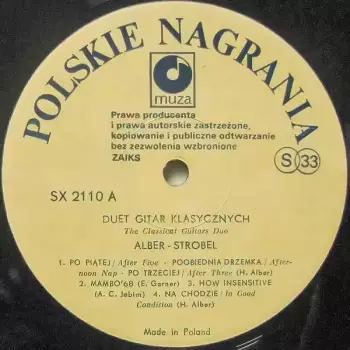 POLSKIE NAGRANIA
muza
Prawa producenta
i prawa autorskie zastrzeżone,
kopiowanie i publiczne odtwarzanie
bez zezwolenia wzbronione
ZAIKS
S 33
SX 2110 A
DUET GITAR KLASYCZNYCH
The Classical Guitars Duo
ALBER - STROBEL
1. PO PIĄTEJ / After Five - POOBIEDNIA DRZEMKA / After-
noon Nap - PO TRZECIEJ / After Three (H. Alber)
2. MAMBO'68 (E. Garner) 3. HOW INSENSITIVE
(A. C. Jobim) 4. NA CHODZIE / In Good
Condition (H. Alber)
Made in Poland